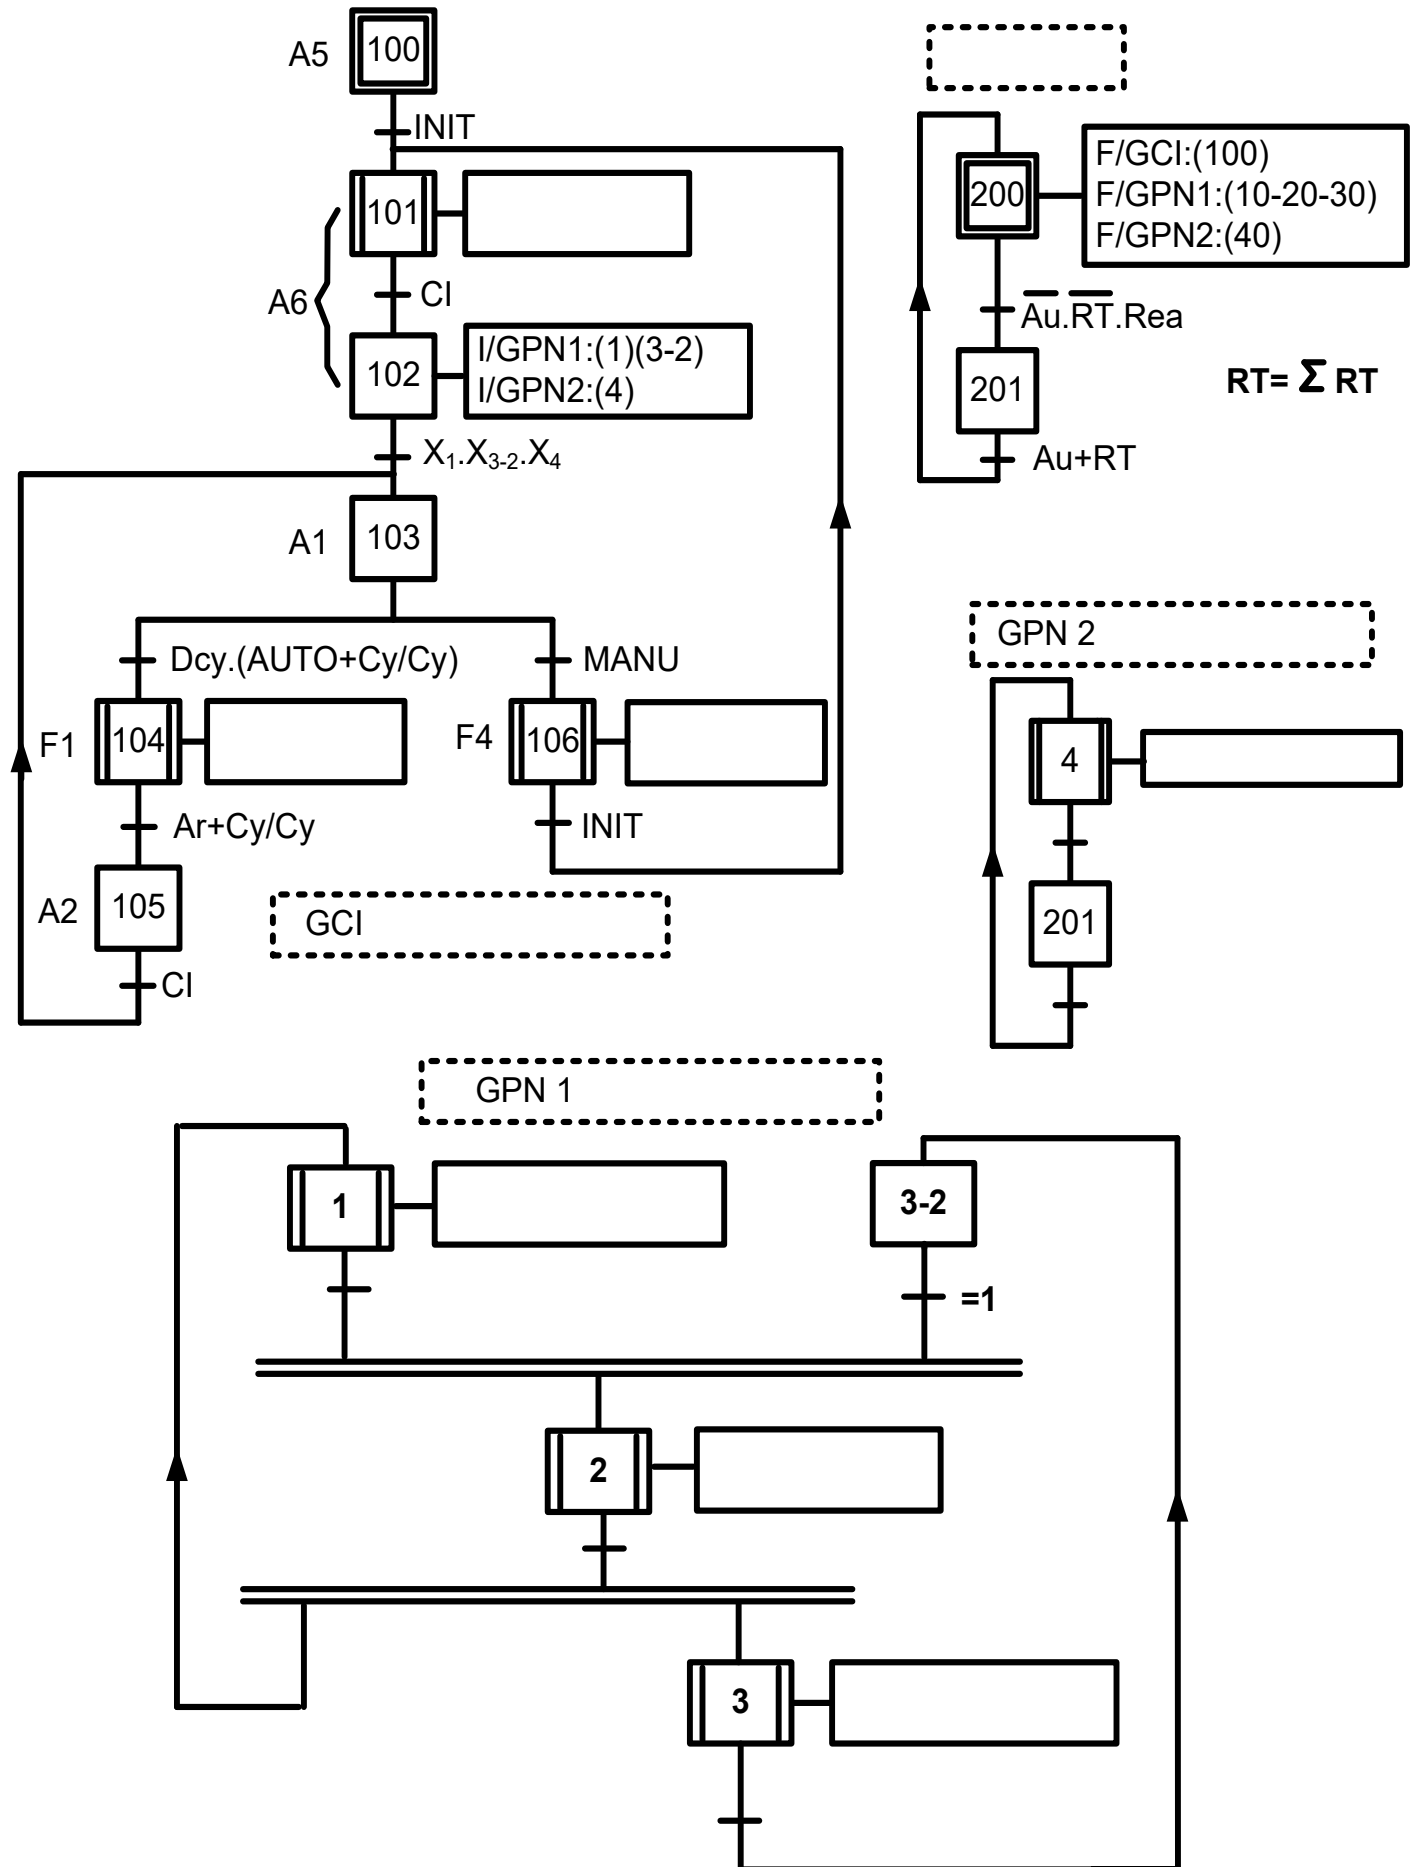 A5
100
INIT
101
A6
CI
102
I/GPN1:(1)(3-2)
I/GPN2:(4)
X₁.X₃₋₂.X₄
A1
103
Dcy.(AUTO+Cy/Cy)
MANU
F1
104
F4
106
Ar+Cy/Cy
INIT
A2
105
GCI
CI
200
F/GCI:(100)
F/GPN1:(10-20-30)
F/GPN2:(40)
A̅u̅.R̅T̅.Rea
201
RT= Σ RT
Au+RT
GPN 2
4
201
GPN 1
1
3-2
=1
2
3